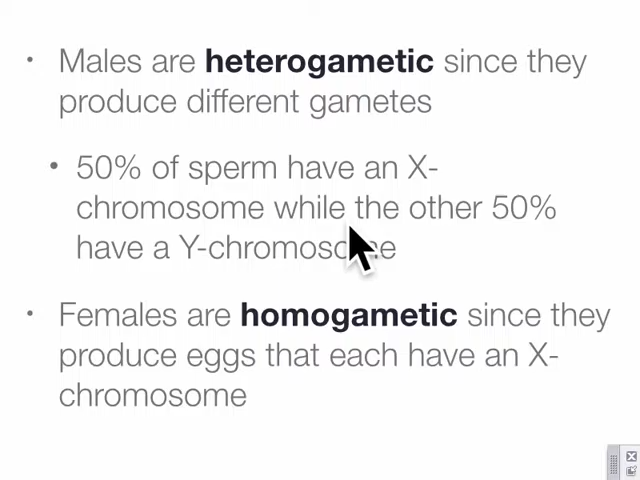 • Males are heterogametic since they
produce different gametes
• 50% of sperm have an X-
chromosome while the other 50%
have a Y-chromosome
• Females are homogametic since they
produce eggs that each have an X-
chromosome